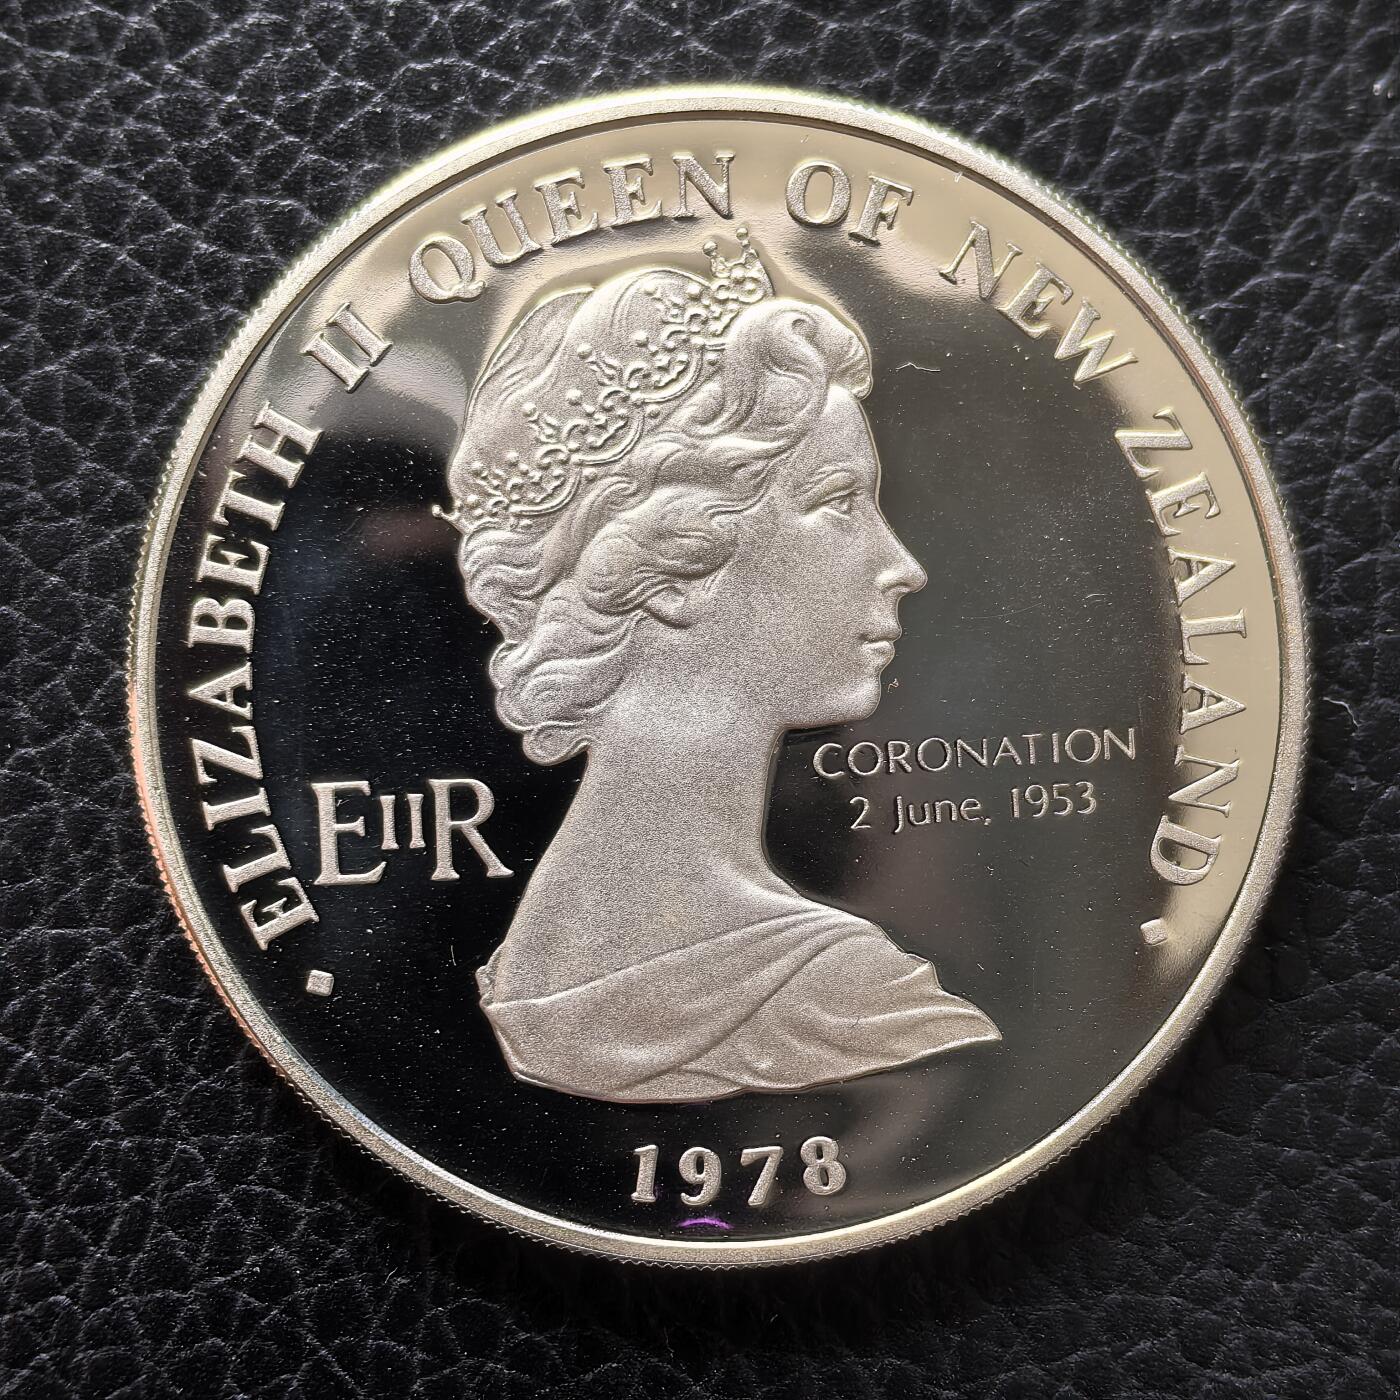 · ELIZABETH II QUEEN OF NEW ZEALAND ·
EIIR
CORONATION
2 June, 1953
1978